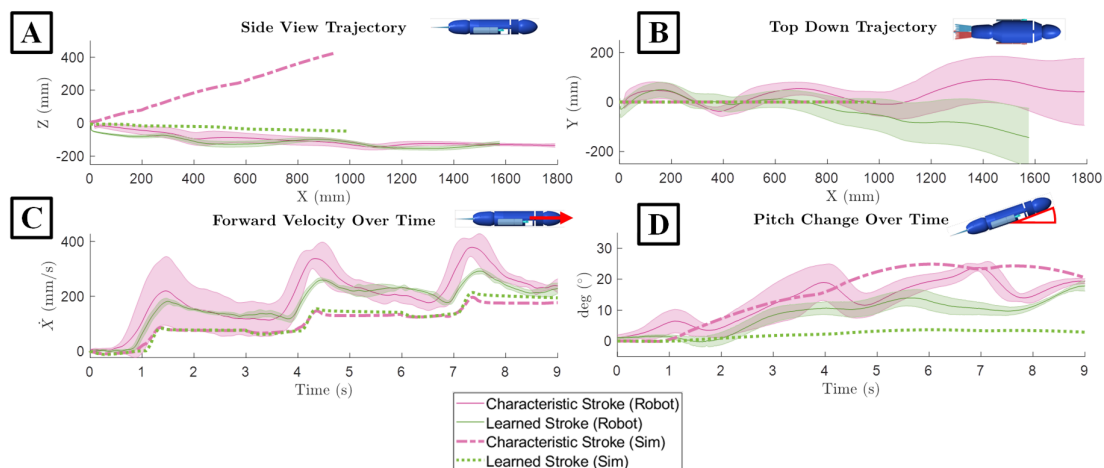 A
Side View Trajectory
400
200
0
-200
Z (mm)
0 200 400 600 800 1000 1200 1400 1600 1800
X (mm)
B
Top Down Trajectory
200
0
-200
Y (mm)
0 200 400 600 800 1000 1200 1400 1600 1800
X (mm)
C
Forward Velocity Over Time
400
200
0
Ẋ (mm/s)
0 1 2 3 4 5 6 7 8 9
Time (s)
D
Pitch Change Over Time
30
20
10
0
deg (°)
0 1 2 3 4 5 6 7 8 9
Time (s)
Characteristic Stroke (Robot)
Learned Stroke (Robot)
Characteristic Stroke (Sim)
Learned Stroke (Sim)